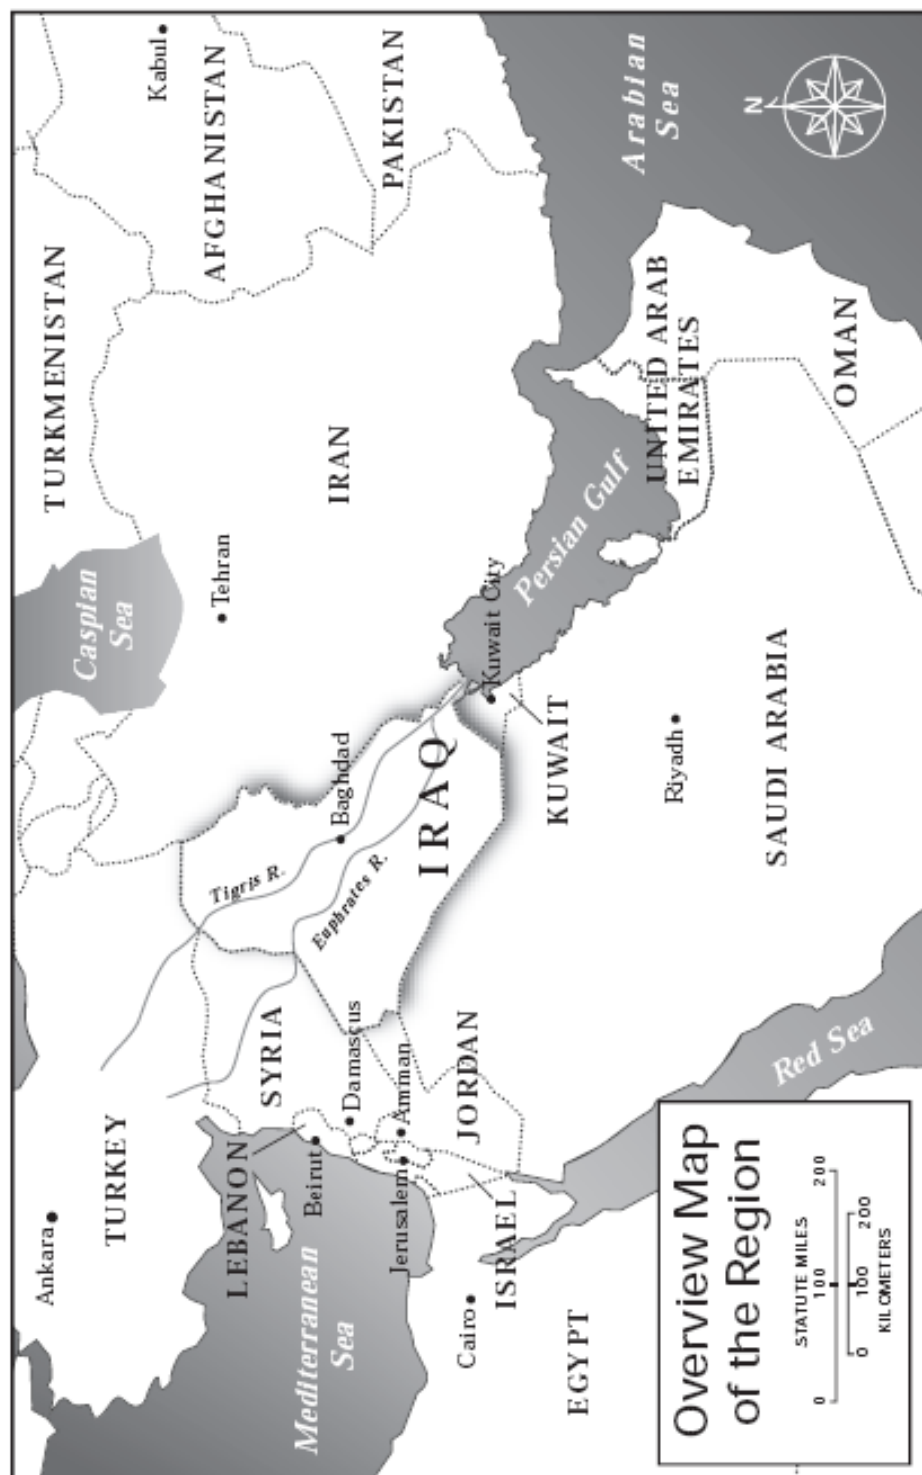 Ankara
TURKEY
TURKMENISTAN
Kabul
Caspian
Sea
Tehran
AFGHANISTAN
LEBANON
SYRIA
Tigris R.
Baghdad
IRAN
PAKISTAN
Beirut
Damascus
Euphrates R.
Mediterranean
Sea
Jerusalem
Amman
IRAQ
Kuwait City
Cairo
ISRAEL
JORDAN
KUWAIT
Persian Gulf
EGYPT
Riyadh
UNITED ARAB
EMIRATES
Arabian
Sea
SAUDI ARABIA
OMAN
Red Sea
N
Overview Map
of the Region
STATUTE MILES
0 100 200
0 100 200
KILOMETERS